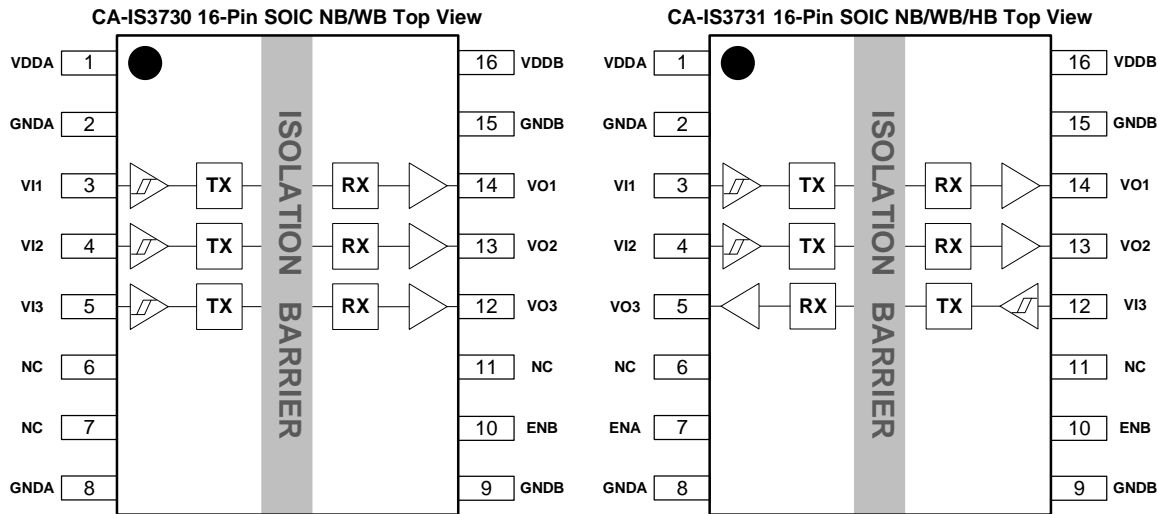 CA-IS3730 16-Pin SOIC NB/WB Top View
VDDA 1 16 VDDB
GNDA 2 15 GNDB
VI1 3 TX RX 14 VO1
VI2 4 TX RX 13 VO2
VI3 5 TX RX 12 VO3
NC 6 11 NC
NC 7 10 ENB
GNDA 8 9 GNDB
ISOLATION BARRIER
CA-IS3731 16-Pin SOIC NB/WB/HB Top View
VDDA 1 16 VDDB
GNDA 2 15 GNDB
VI1 3 TX RX 14 VO1
VI2 4 TX RX 13 VO2
VO3 5 RX TX 12 VI3
NC 6 11 NC
ENA 7 10 ENB
GNDA 8 9 GNDB
ISOLATION BARRIER